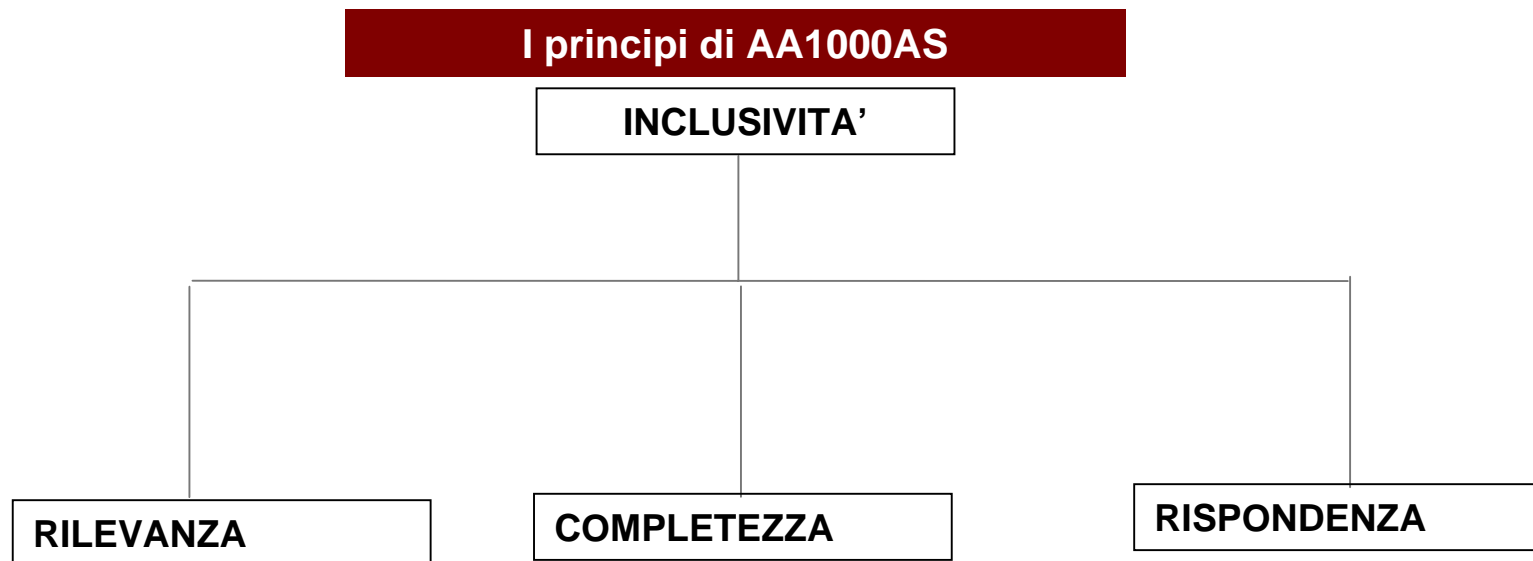 I principi di AA1000AS
INCLUSIVITA’
RILEVANZA
COMPLETEZZA
RISPONDENZA